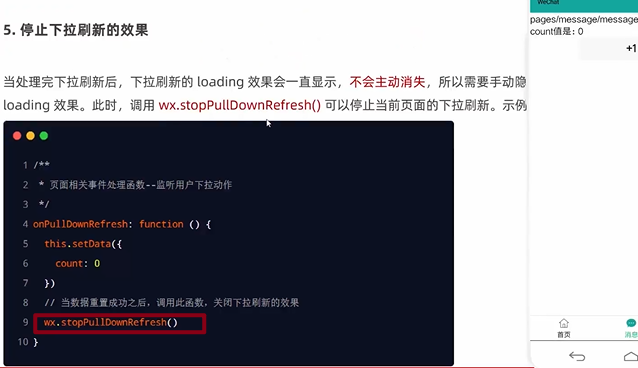 5. 停止下拉刷新的效果
当处理完下拉刷新后，下拉刷新的 loading 效果会一直显示，不会主动消失，所以需要手动隐
loading 效果。此时，调用 wx.stopPullDownRefresh() 可以停止当前页面的下拉刷新。示例
1 /**
2 * 页面相关事件处理函数--监听用户下拉动作
3 */
4 onPullDownRefresh: function () {
5 this.setData({
6 count: 0
7 })
8 // 当数据重置成功之后，调用此函数，关闭下拉刷新的效果
9 wx.stopPullDownRefresh()
10 }
WeChat
pages/message/message
count值是：0
+1
首页
消息